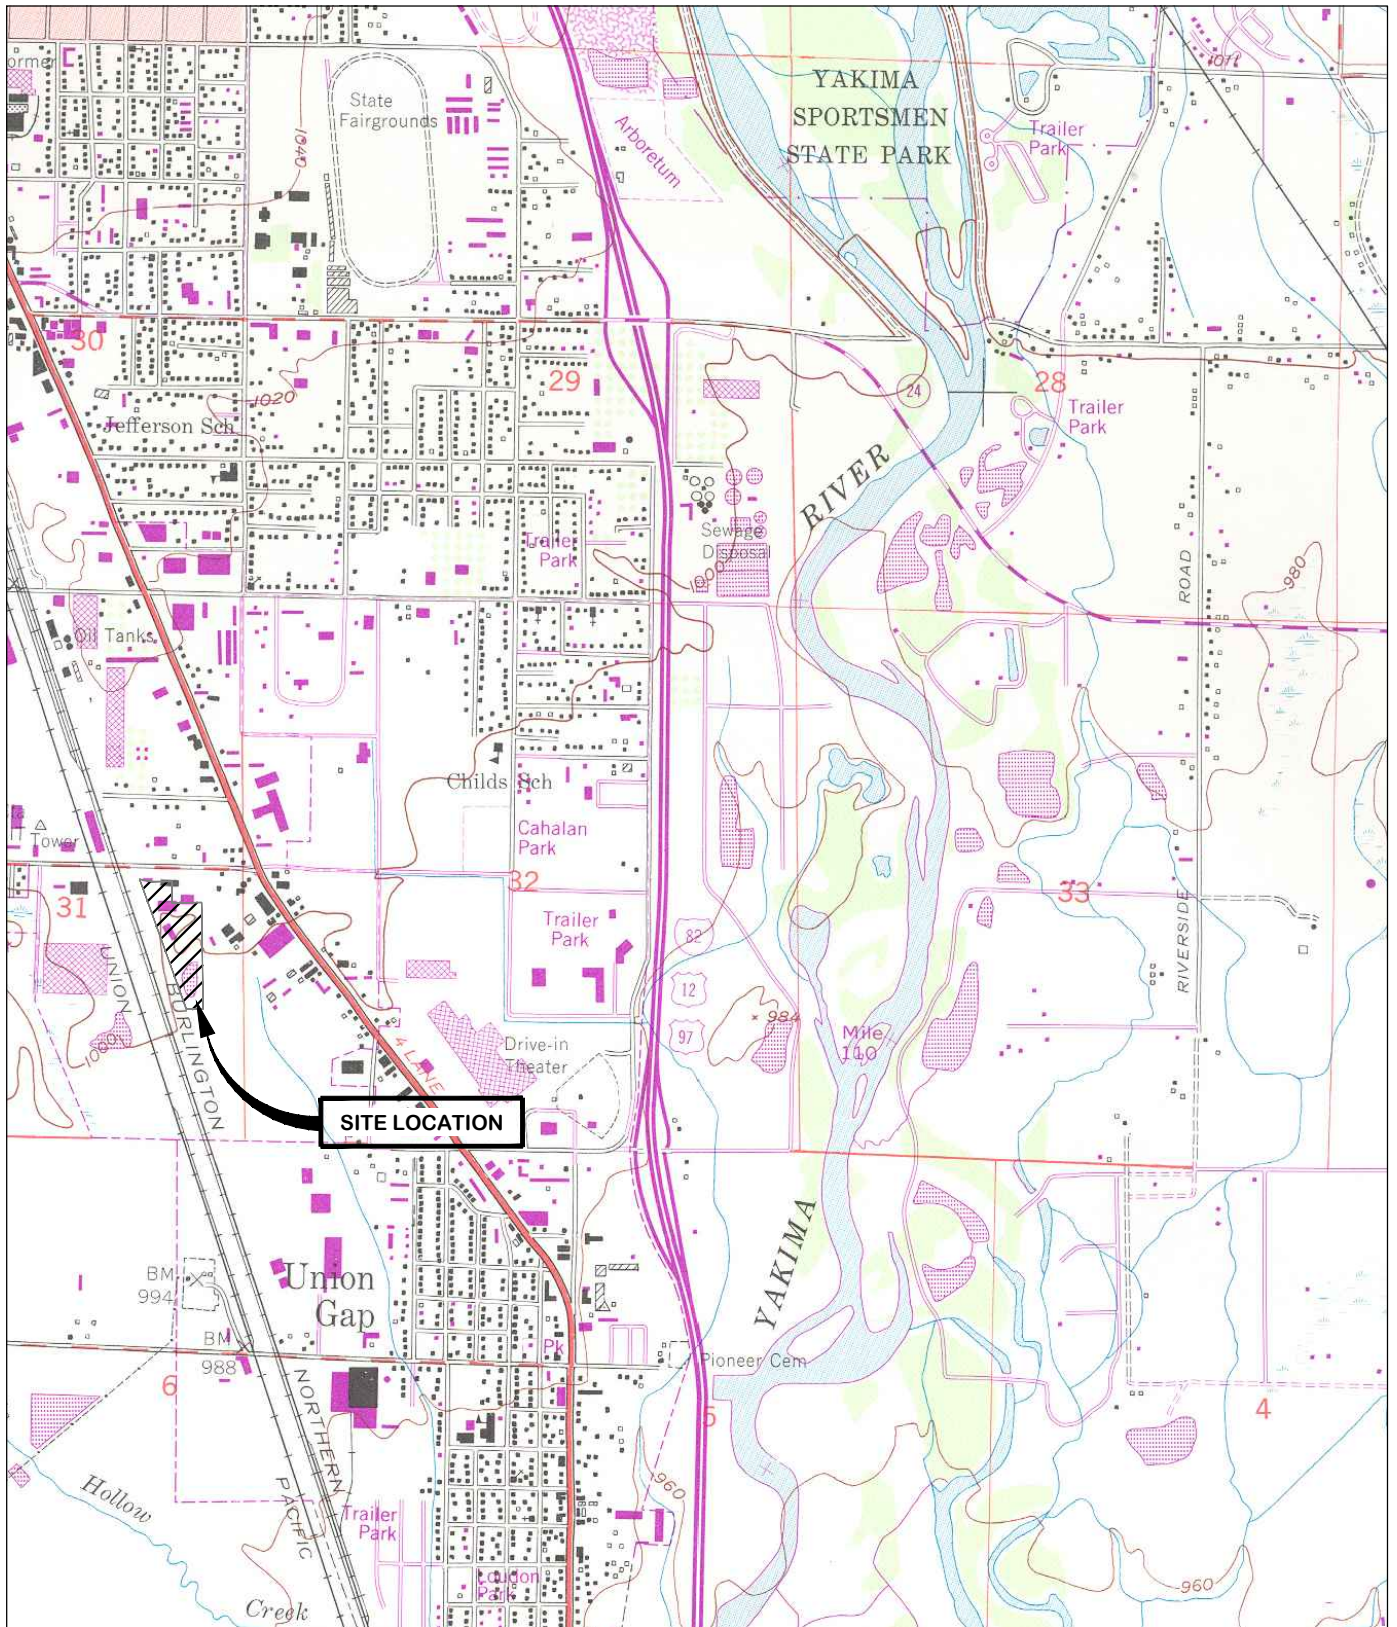 ormer
State
Fairgrounds
1040
Arboretum
YAKIMA
SPORTSMEN
STATE PARK
Trailer
Park
1011
30
29
24
28
1020
Jefferson Sch
Trailer
Park
RIVER
Trailer
Park
Sewage
Disposal
1000
ROAD
980
Oil Tanks
Childs Sch
Cahalan
Park
Tower
31
32
33
Trailer
Park
82
12
97
984
Mile
110
RIVERSIDE
UNION
BURLINGTON
1000
4 LANE
Drive-in
Theater
SITE LOCATION
YAKIMA
BM
994
Union
Gap
BM
988
Pk
Pioneer Cem
6
5
4
NORTHERN
PACIFIC
Hollow
Creek
960
Trailer
Park
Loudon
Park
960